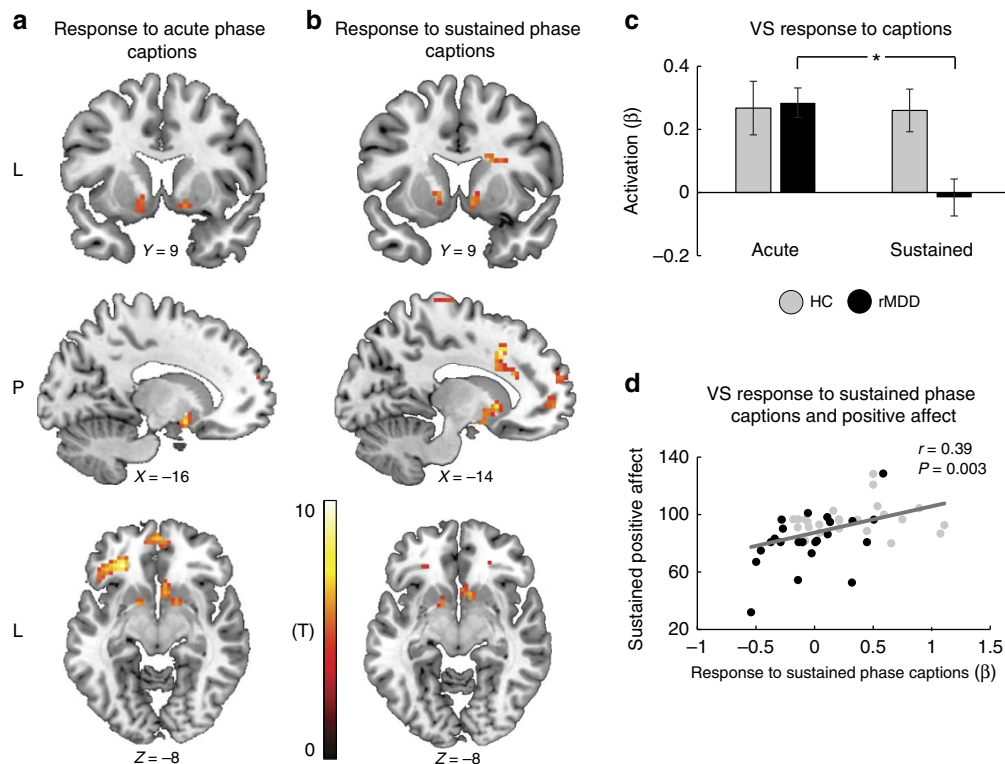 a
Response to acute phase
captions
L
Y = 9
P
X = −16
L
Z = −8
b
Response to sustained phase
captions
Y = 9
X = −14
10
(T)
0
Z = −8
c
VS response to captions
0.4
0.2
0
−0.2
Activation (β)
*
Acute
Sustained
HC
rMDD
d
VS response to sustained phase
captions and positive affect
r = 0.39
P = 0.003
140
100
60
20
Sustained positive affect
−1
−0.5
0
0.5
1
1.5
Response to sustained phase captions (β)